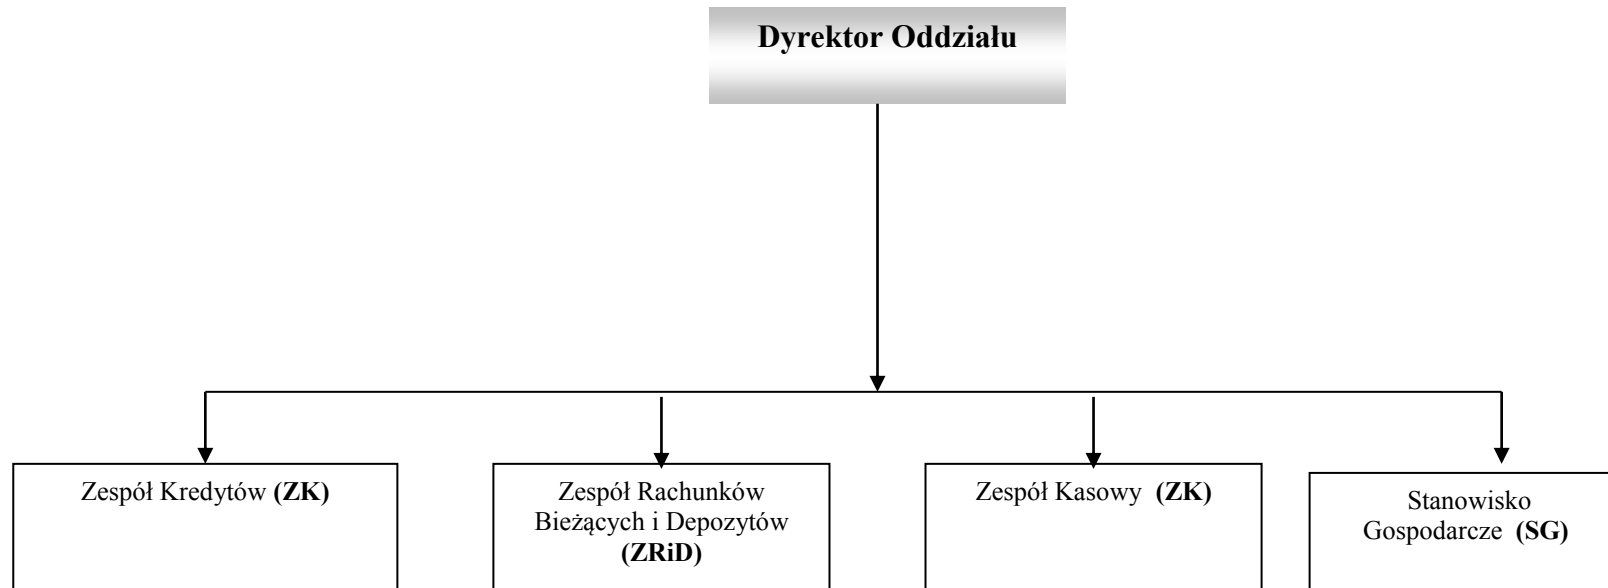 Dyrektor Oddziału
Zespół Kredytów (ZK)
Zespół Rachunków
Bieżących i Depozytów
(ZRiD)
Zespół Kasowy (ZK)
Stanowisko
Gospodarcze (SG)